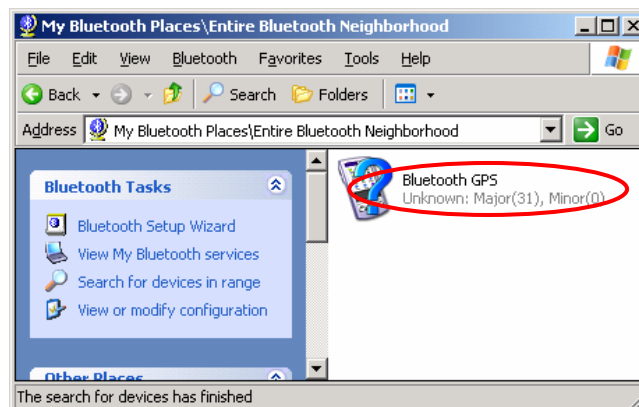 My Bluetooth Places\Entire Bluetooth Neighborhood
File Edit View Bluetooth Favorites Tools Help
Back Search Folders
Address My Bluetooth Places\Entire Bluetooth Neighborhood Go
Bluetooth Tasks
Bluetooth Setup Wizard
View My Bluetooth services
Search for devices in range
View or modify configuration
Other Places
Bluetooth GPS
Unknown: Major(31), Minor(0)
The search for devices has finished